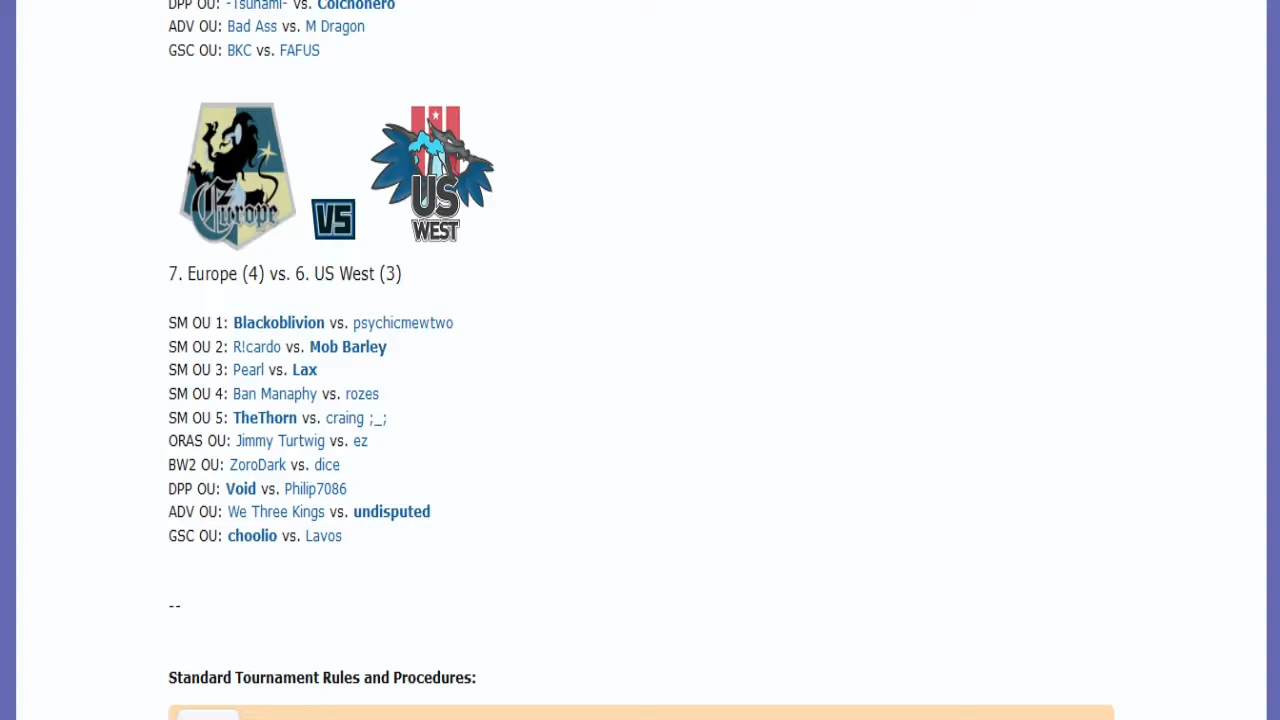 DPP OU: -Tsunami- vs. Colchonero
ADV OU: Bad Ass vs. M Dragon
GSC OU: BKC vs. FAFUS
Europe
VS
US
WEST
7. Europe (4) vs. 6. US West (3)
SM OU 1: Blackoblivion vs. psychicmewtwo
SM OU 2: R!cardo vs. Mob Barley
SM OU 3: Pearl vs. Lax
SM OU 4: Ban Manaphy vs. rozes
SM OU 5: TheThorn vs. craing ;_;
ORAS OU: Jimmy Turtwig vs. ez
BW2 OU: ZoroDark vs. dice
DPP OU: Void vs. Philip7086
ADV OU: We Three Kings vs. undisputed
GSC OU: choolio vs. Lavos
--
Standard Tournament Rules and Procedures: